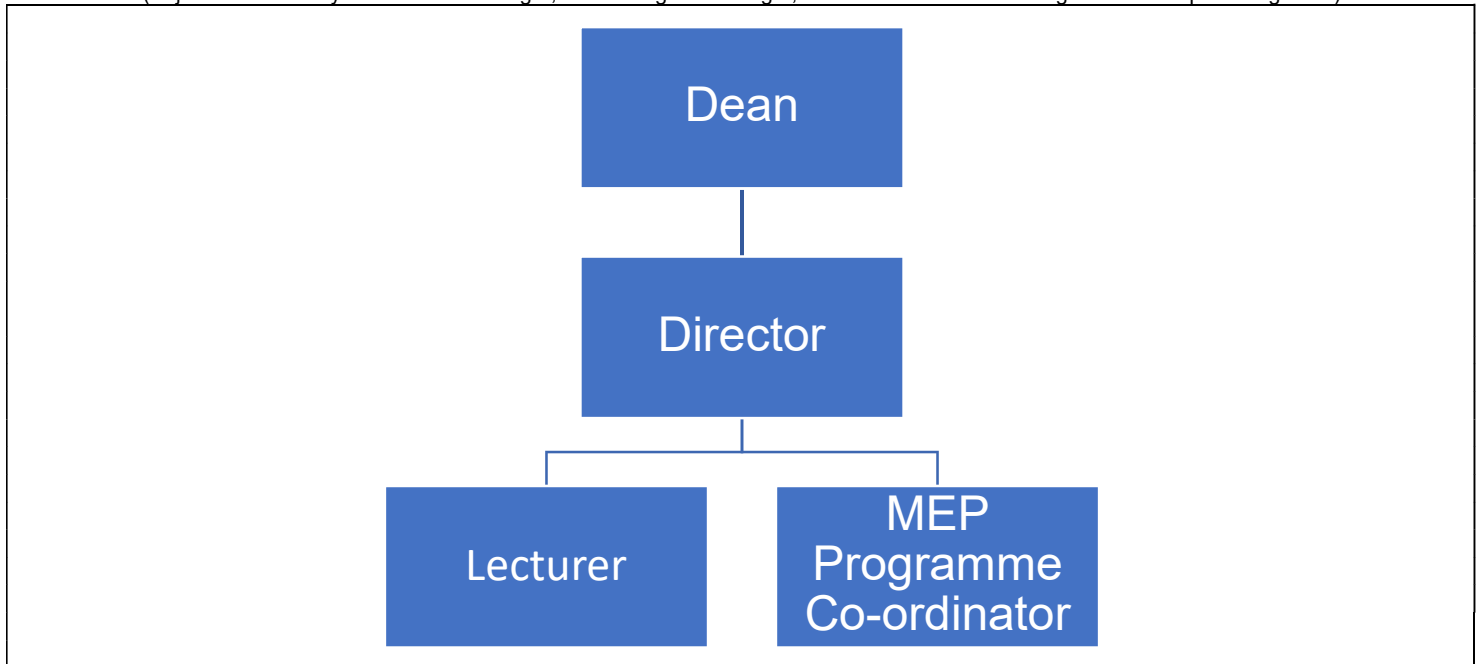 Dean
Director
Lecturer
MEP
Programme
Co-ordinator